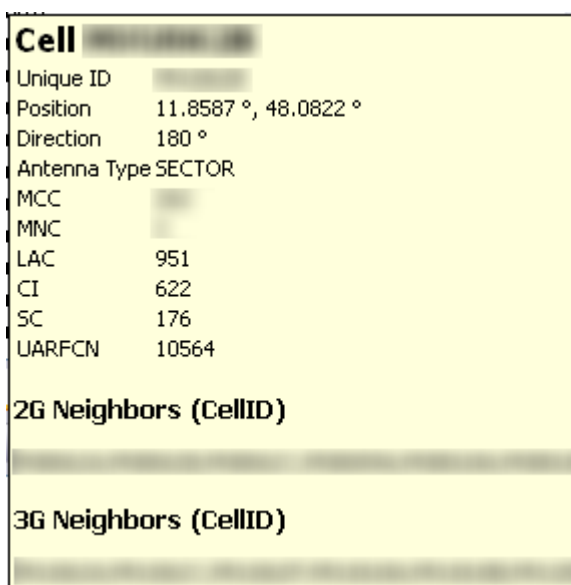 Cell
Unique ID
Position 11.8587 °, 48.0822 °
Direction 180 °
Antenna Type SECTOR
MCC
MNC
LAC 951
CI 622
SC 176
UARFCN 10564
2G Neighbors (CellID)
3G Neighbors (CellID)